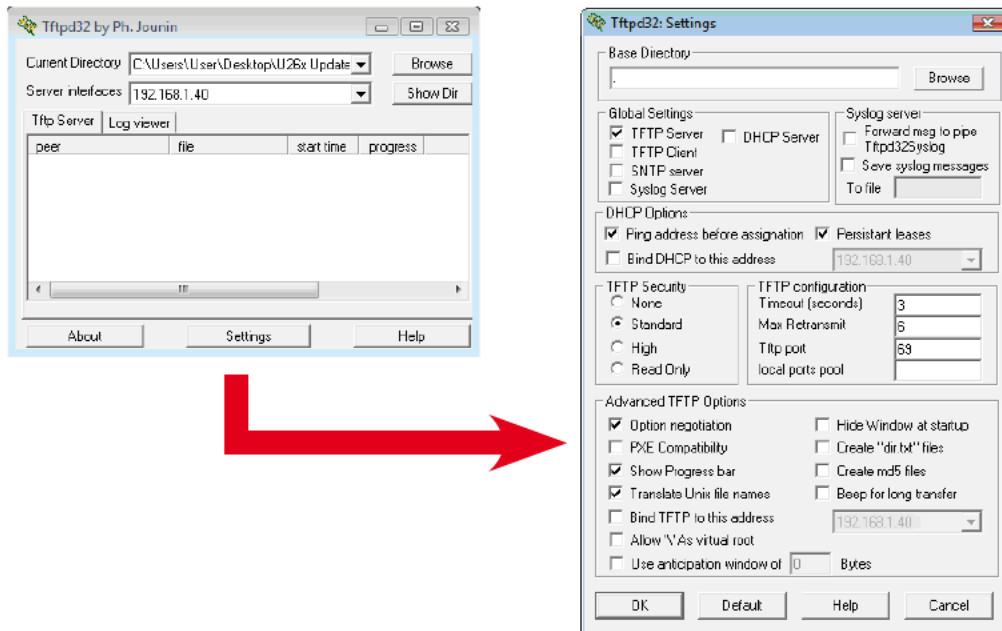 Tftpd32 by Ph. Jounin
Current Directory C:\Users\User\Desktop\U26x Update Browse
Server interfaces 192.168.1.40 Show Dir
Tftp Server Log viewer
peer file start time progress
About Settings Help
Tftpd32: Settings
Base Directory
. Browse
Global Settings
TFTP Server DHCP Server
TFTP Client
SNTP server
Syslog Server
Syslog server
Forward msg to pipe
Tftpd32Syslog
Save syslog messages
To file
DHCP Options
Ping address before assignation Persistant leases
Bind DHCP to this address 192.168.1.40
TFTP Security
None
Standard
High
Read Only
TFTP configuration
Timeout (seconds) 3
Max Retransmit 6
Tftp port 69
local ports pool
Advanced TFTP Options
Option negotiation Hide Window at startup
PXE Compatibility Create "dir.txt" files
Show Progress bar Create md5 files
Translate Unix file names Beep for long transfer
Bind TFTP to this address 192.168.1.40
Allow '\' As virtual root
Use anticipation window of 0 Bytes
OK Default Help Cancel